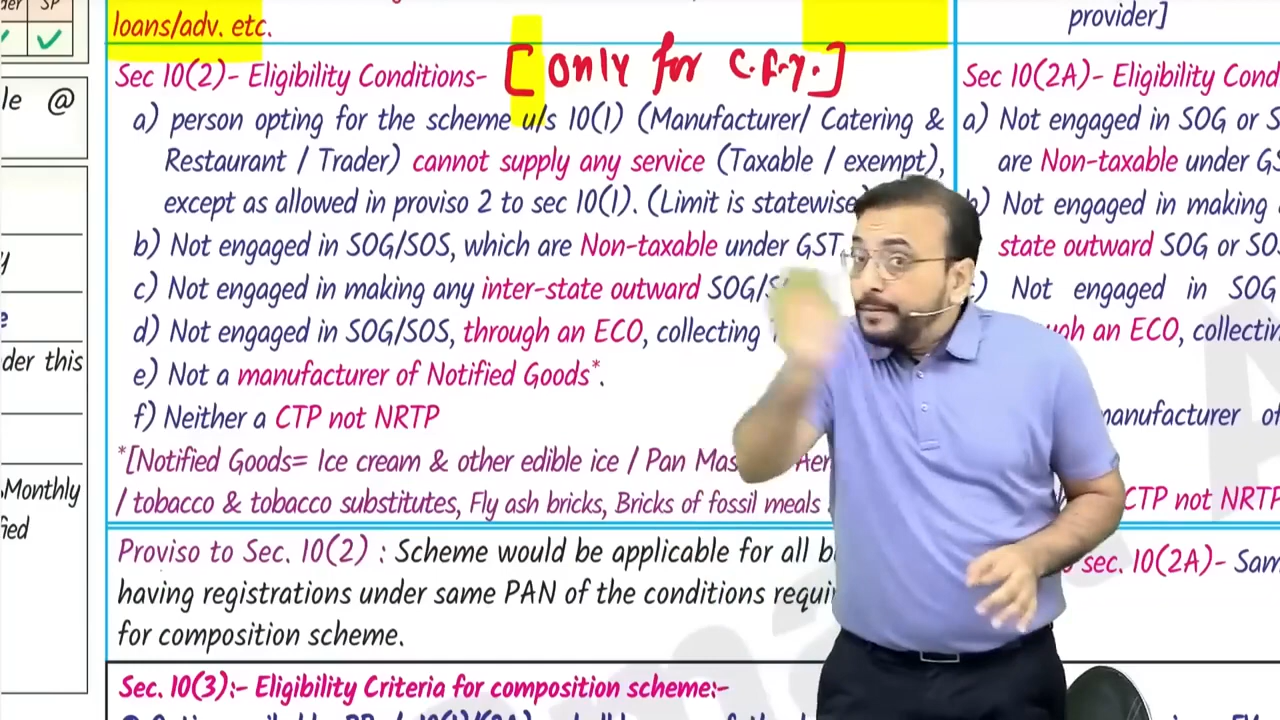 SP
loans/adv. etc.
provider]
le @
der this
Monthly
fied
Sec 10(2)- Eligibility Conditions- [Only for C.F.Y.]
a) person opting for the scheme u/s 10(1) (Manufacturer/ Catering &
Restaurant / Trader) cannot supply any service (Taxable / exempt),
except as allowed in proviso 2 to sec 10(1). (Limit is statewise)
b) Not engaged in SOG/SOS, which are Non-taxable under GST
c) Not engaged in making any inter-state outward SOG/S
d) Not engaged in SOG/SOS, through an ECO, collecting
e) Not a manufacturer of Notified Goods*.
f) Neither a CTP not NRTP
*[Notified Goods= Ice cream & other edible ice / Pan Mas
/ tobacco & tobacco substitutes, Fly ash bricks, Bricks of fossil meals
Proviso to Sec. 10(2) : Scheme would be applicable for all b
having registrations under same PAN of the conditions requi
for composition scheme.
Sec. 10(3):- Eligibility Criteria for composition scheme:-
Sec 10(2A)- Eligibility Cond
a) Not engaged in SOG or S
are Non-taxable under GS
b) Not engaged in making
state outward SOG or SO
Not engaged in SOG
an ECO, collectin
manufacturer of
CTP not NRTP
sec. 10(2A)- Sam